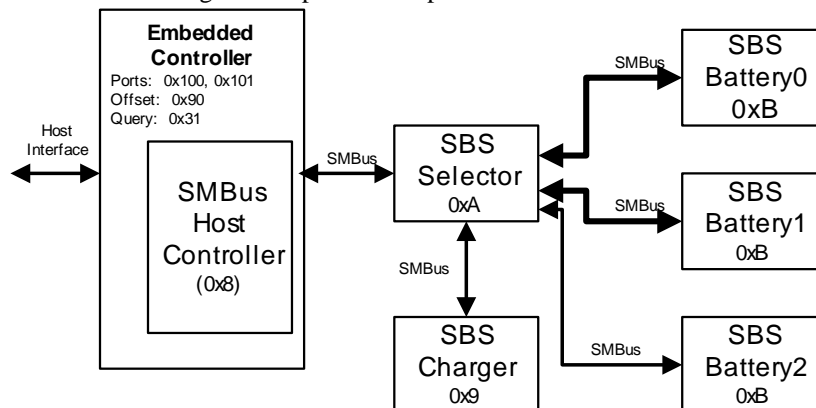 Embedded
Controller
Ports: 0x100, 0x101
Offset: 0x90
Query: 0x31
Host
Interface
SMBus
Host
Controller
(0x8)
SMBus
SBS
Selector
0xA
SMBus
SBS
Charger
0x9
SMBus
SBS
Battery0
0xB
SMBus
SBS
Battery1
0xB
SMBus
SBS
Battery2
0xB